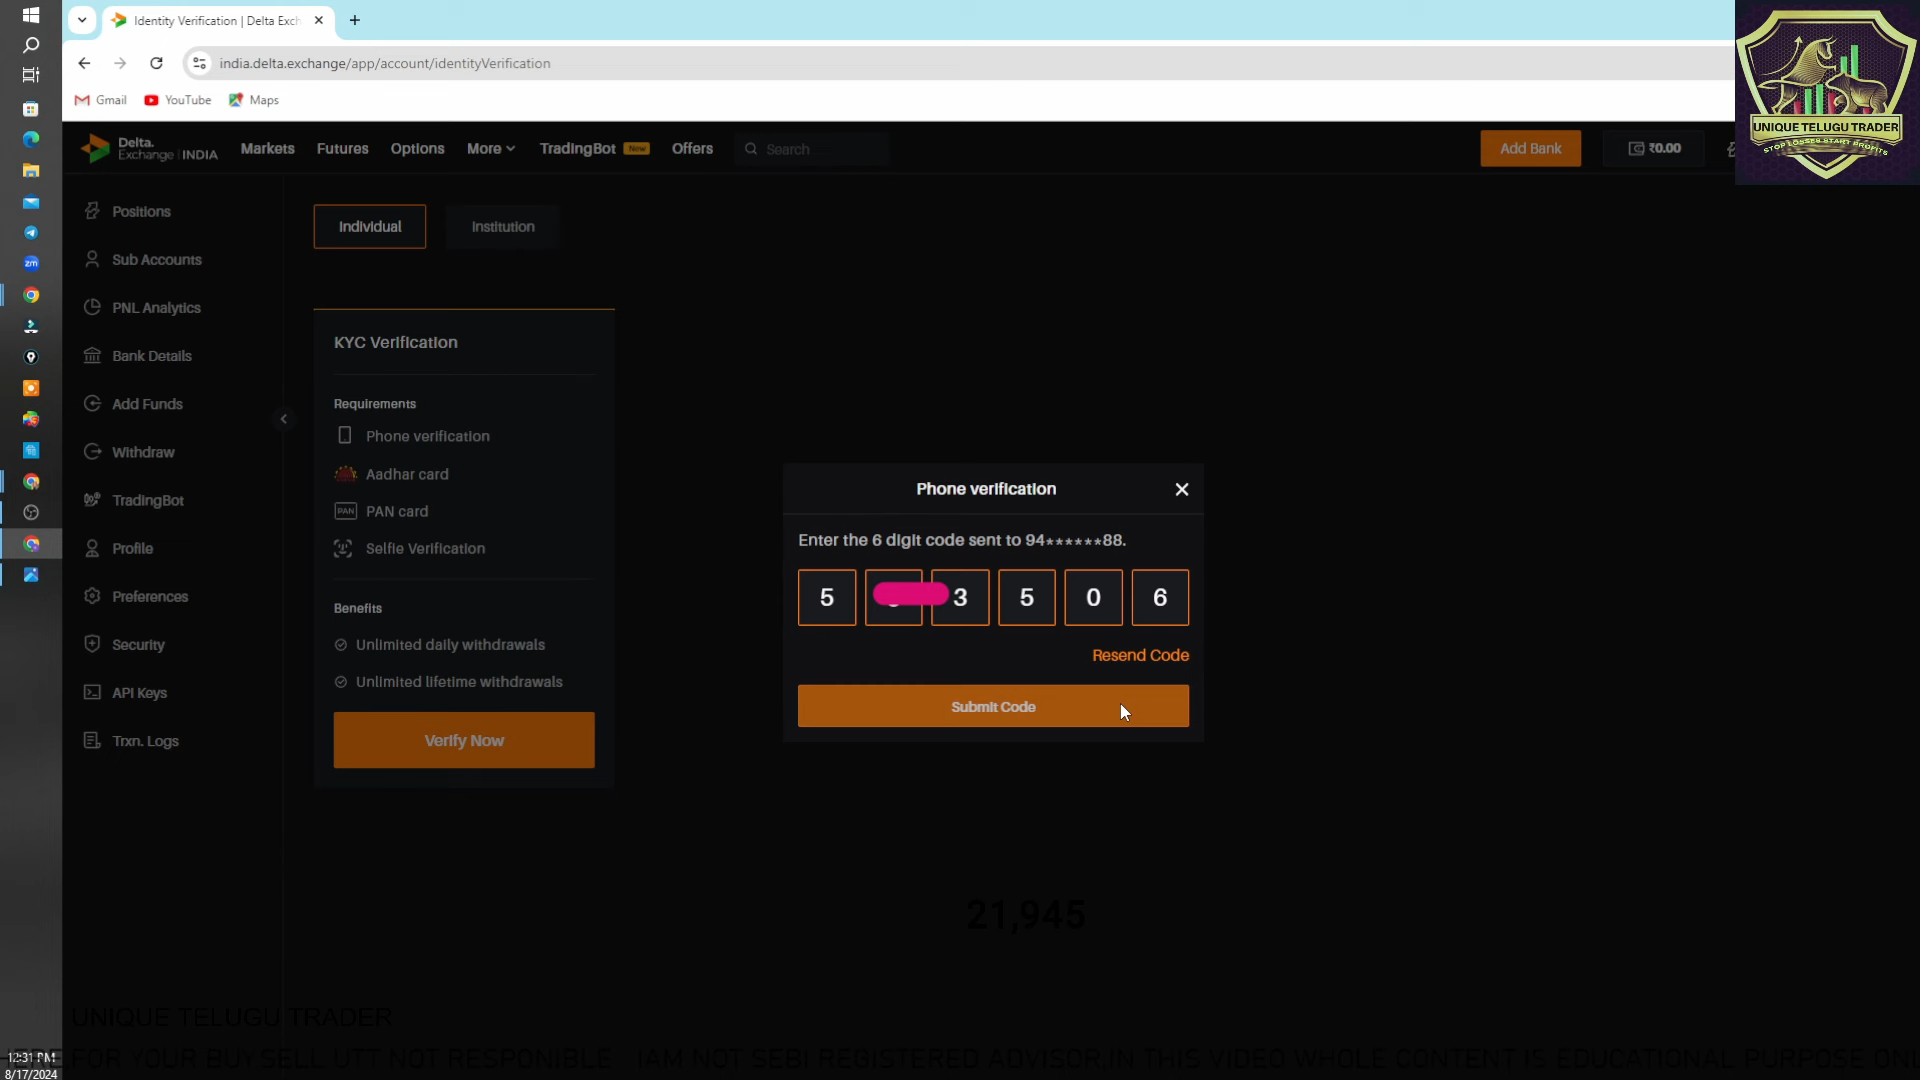 Identity Verification | Delta Exch
india.delta.exchange/app/account/identityVerification
Gmail YouTube Maps
UNIQUE TELUGU TRADER
STOP LOSSES START PROFITS
Delta.
Exchange | INDIA
Markets Futures Options More TradingBot New Offers Search Add Bank ₹0.00
Positions
Sub Accounts
PNL Analytics
Bank Details
Add Funds
Withdraw
TradingBot
Profile
Preferences
Security
API Keys
Trxn. Logs
Individual Institution
KYC Verification
Requirements
Phone verification
Aadhar card
PAN PAN card
Selfie Verification
Benefits
Unlimited daily withdrawals
Unlimited lifetime withdrawals
Verify Now
Phone verification
Enter the 6 digit code sent to 94******88.
5 3 5 0 6
Resend Code
Submit Code
21,945
UNIQUE TELUGU TRADER
FOR YOUR BUY,SELL UTT NOT RESPONIBLE IAM NOT SEBI REGISTERED ADVISOR,IN THIS VIDEO WHOLE CONTENT IS EDUCATIONAL PURPOSE
zm
12:31 PM
8/17/2024